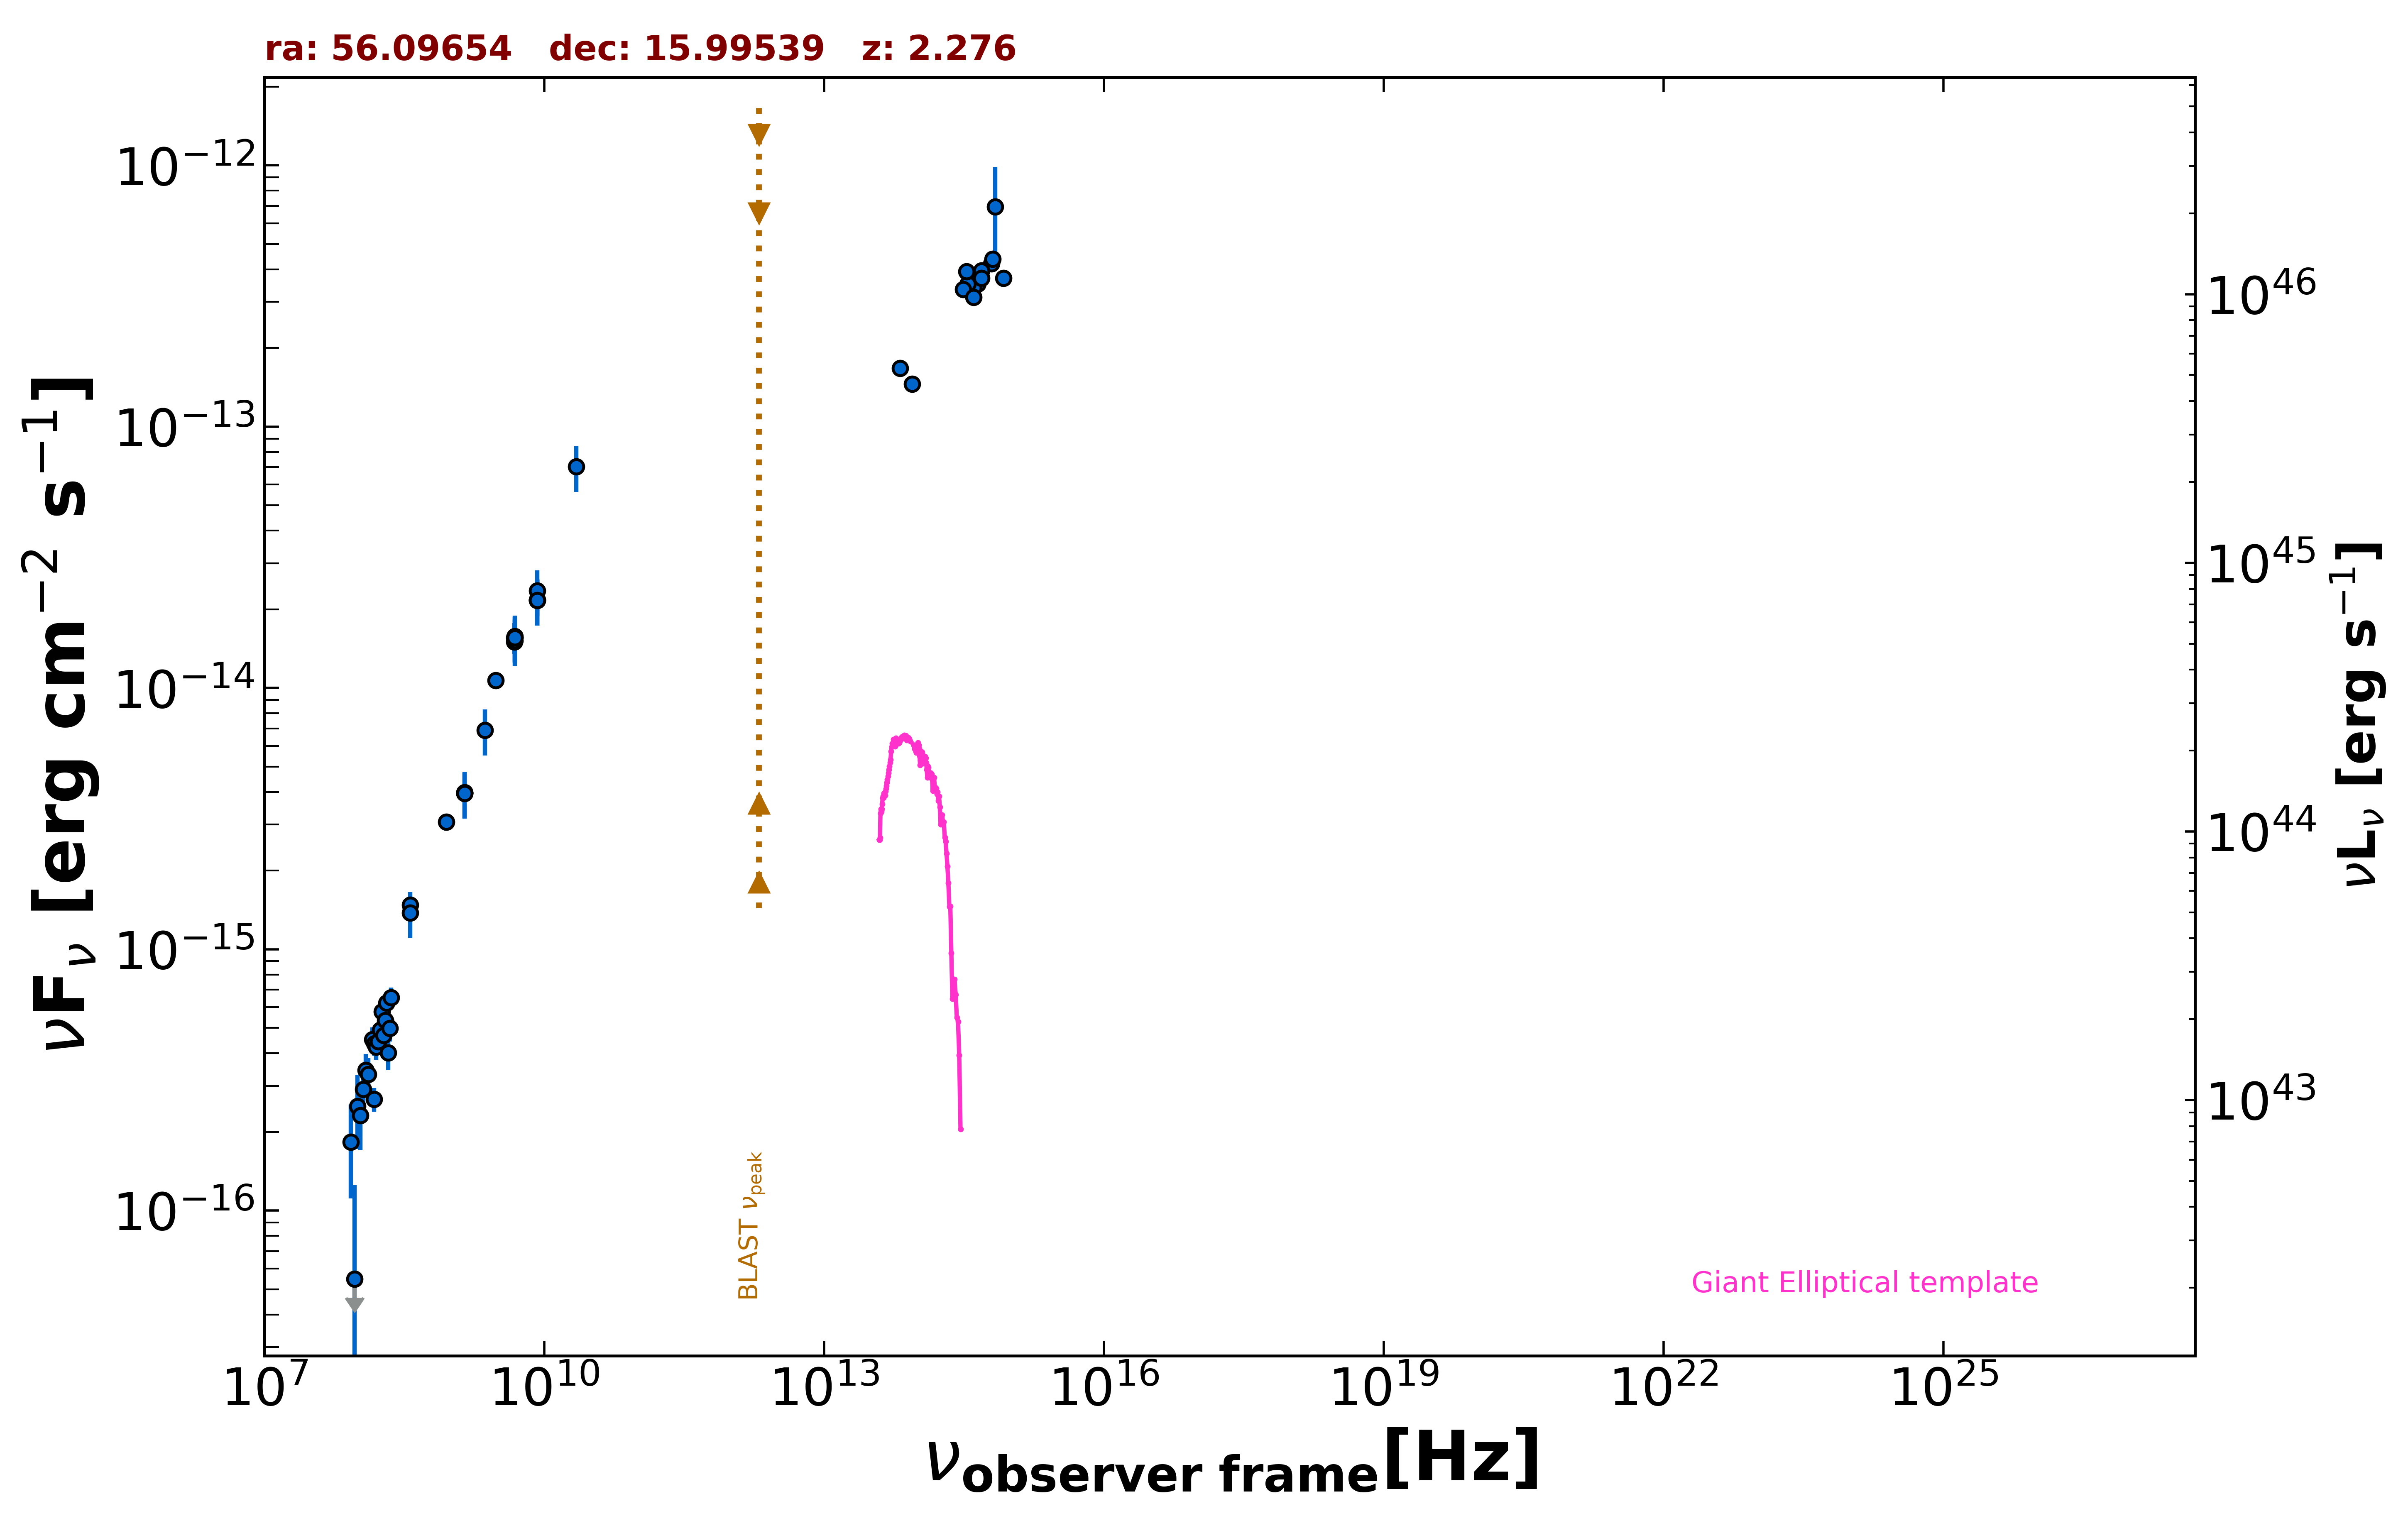 ra: 56.09654 dec: 15.99539 z: 2.276
νF_ν [erg cm^−2 s^−1]
10^−12
10^−13
10^−14
10^−15
10^−16
10^46
10^45
10^44
10^43
νL_ν [erg s^−1]
BLAST ν_peak
Giant Elliptical template
10^7 10^10 10^13 10^16 10^19 10^22 10^25
ν_observer frame[Hz]